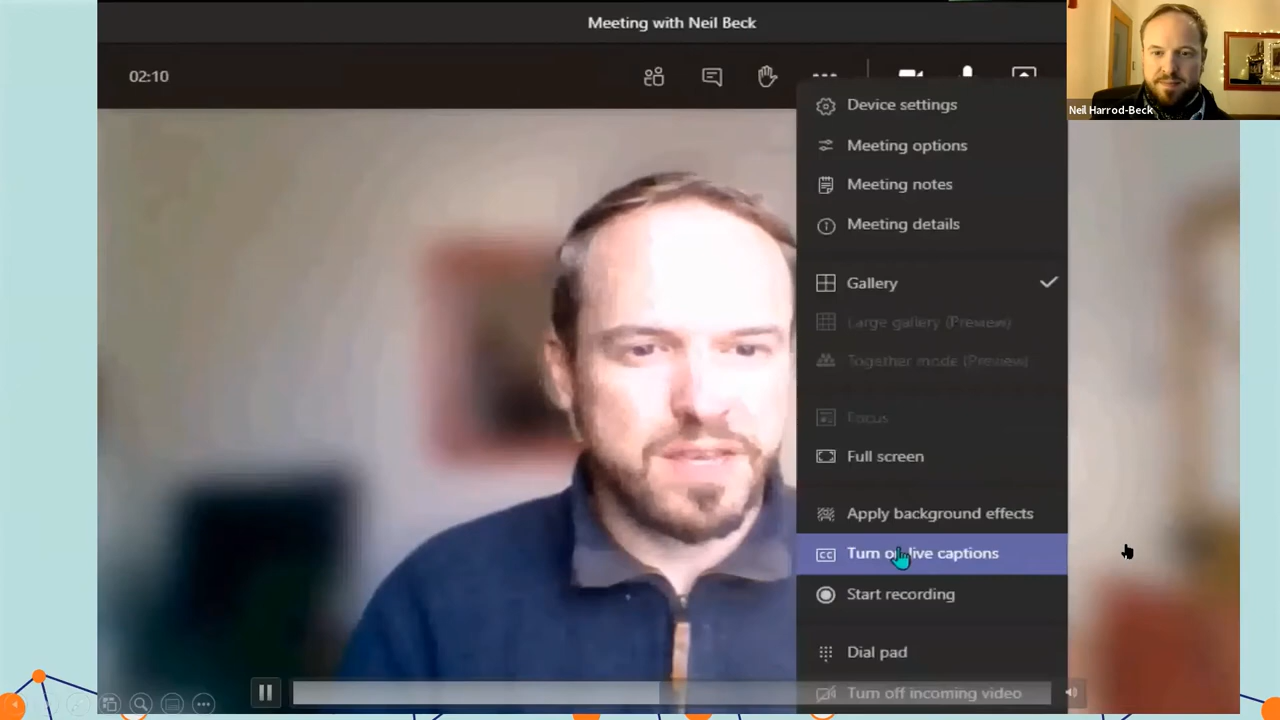 Meeting with Neil Beck
02:10
Neil Harrod-Beck
Device settings
Meeting options
Meeting notes
Meeting details
Gallery
Large gallery (Preview)
Together mode (Preview)
Focus
Full screen
Apply background effects
CC Turn on live captions
Start recording
Dial pad
Turn off incoming video